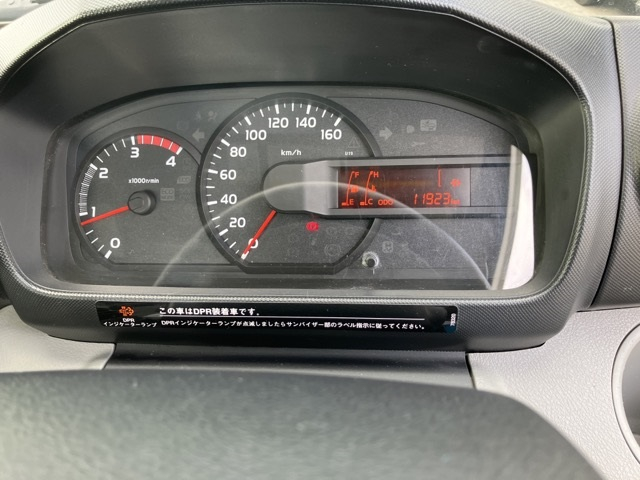 0 1 2 3 4
x1000r/min
0 20 40 60 80 100 120 140 160
km/h
F H
E C ODO 11823 km
DPR
インジケーターランプ
この車はDPR装着車です。
DPRインジケーターランプが点滅しましたらサンバイザー部のラベル指示に従ってください。